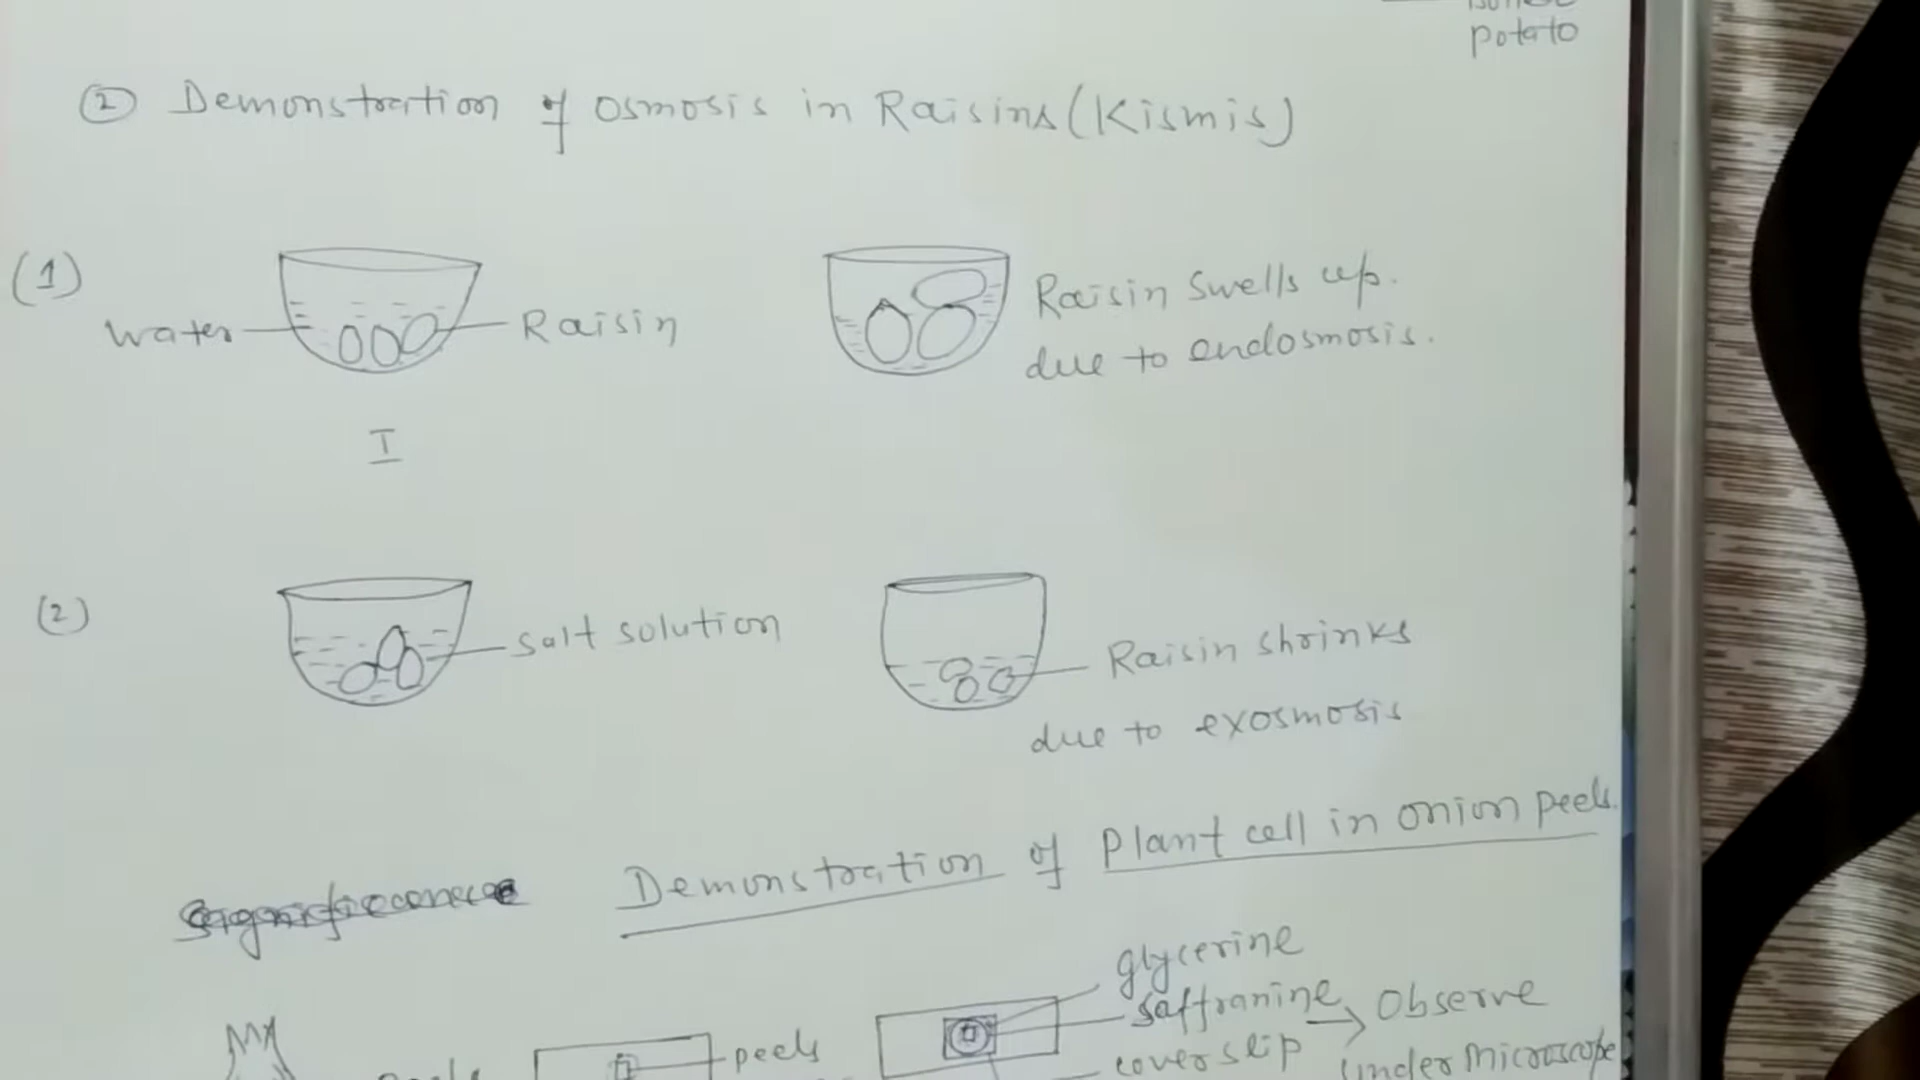 potato
② Demonstration of osmosis in Raisins (Kismis)
(1)
water
Raisin
Raisin swells up.
due to endosmosis.
I
(2)
salt solution
Raisin shrinks
due to exosmosis
Demonstration of Plant cell in onion peels.
glycerine
saffranine
coverslip
Observe
under Microscope
peels